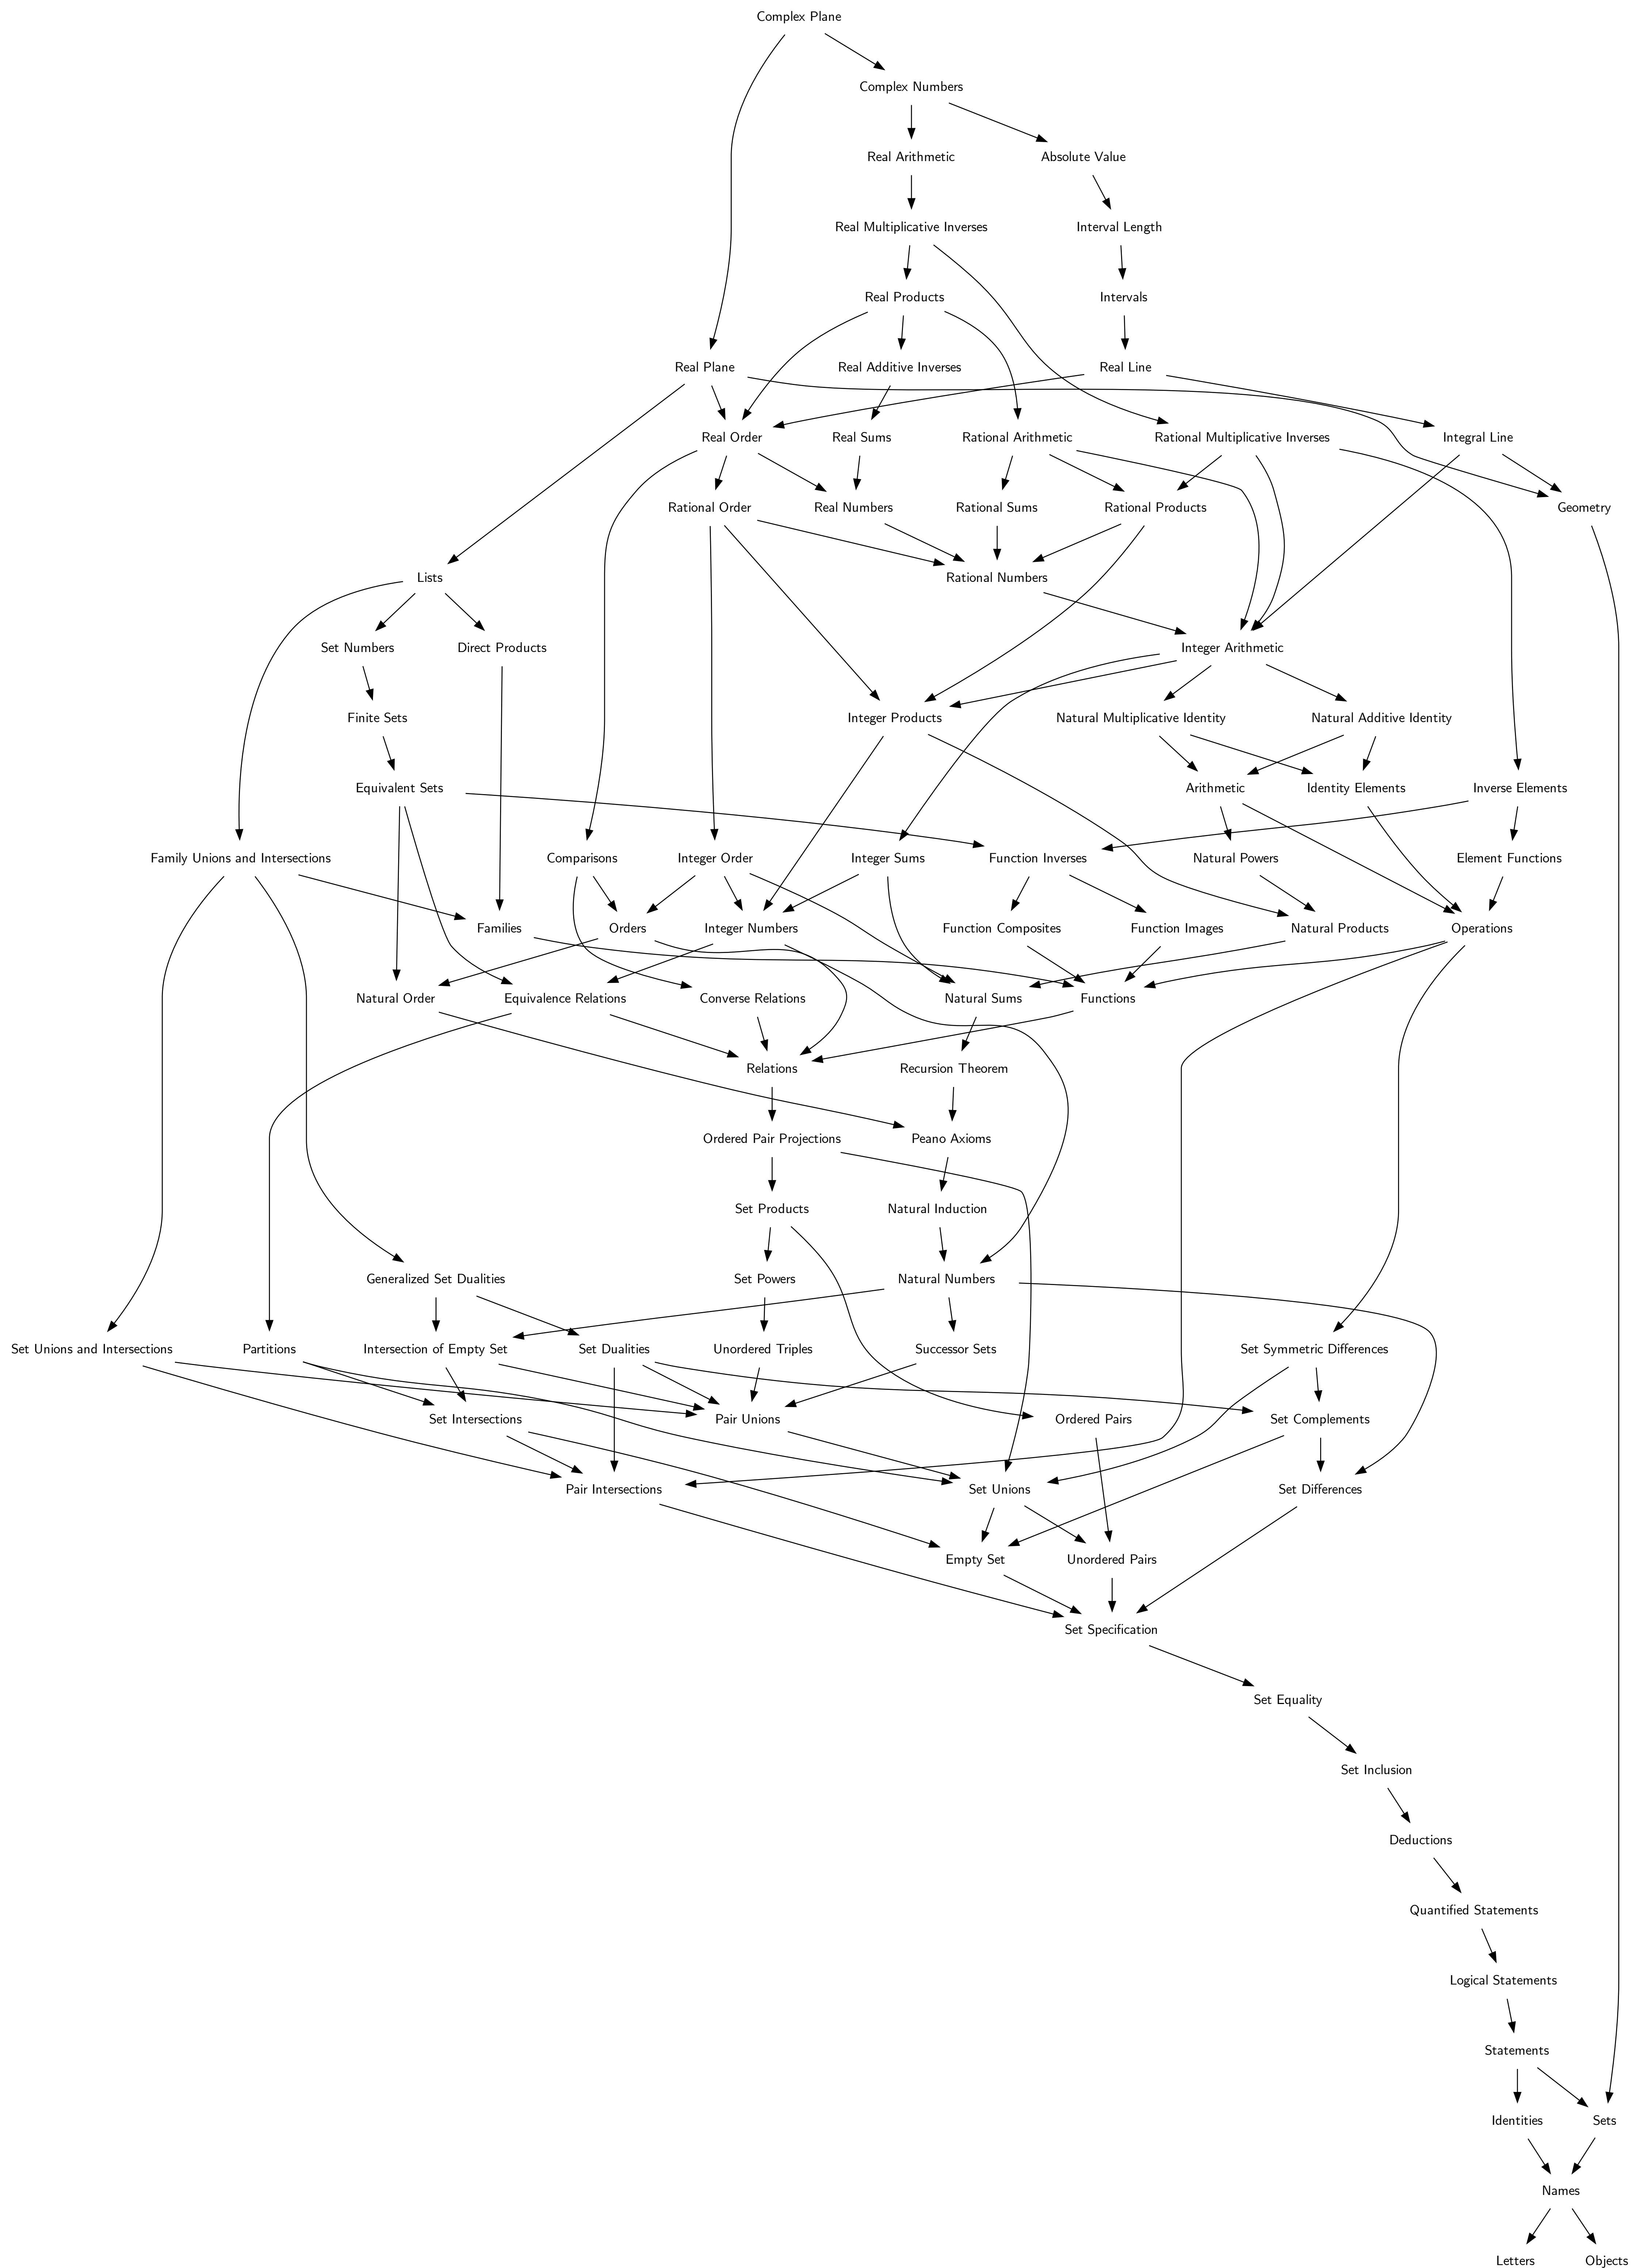 Complex Plane
Complex Numbers
Real Arithmetic
Absolute Value
Real Multiplicative Inverses
Interval Length
Real Products
Intervals
Real Plane
Real Additive Inverses
Real Line
Real Order
Real Sums
Rational Arithmetic
Rational Multiplicative Inverses
Integral Line
Rational Order
Real Numbers
Rational Sums
Rational Products
Geometry
Lists
Rational Numbers
Set Numbers
Direct Products
Integer Arithmetic
Finite Sets
Integer Products
Natural Multiplicative Identity
Natural Additive Identity
Equivalent Sets
Arithmetic
Identity Elements
Inverse Elements
Family Unions and Intersections
Comparisons
Integer Order
Integer Sums
Function Inverses
Natural Powers
Element Functions
Families
Orders
Integer Numbers
Function Composites
Function Images
Natural Products
Operations
Natural Order
Equivalence Relations
Converse Relations
Natural Sums
Functions
Relations
Recursion Theorem
Ordered Pair Projections
Peano Axioms
Set Products
Natural Induction
Generalized Set Dualities
Set Powers
Natural Numbers
Set Unions and Intersections
Partitions
Intersection of Empty Set
Set Dualities
Unordered Triples
Successor Sets
Set Symmetric Differences
Set Intersections
Pair Unions
Ordered Pairs
Set Complements
Pair Intersections
Set Unions
Set Differences
Empty Set
Unordered Pairs
Set Specification
Set Equality
Set Inclusion
Deductions
Quantified Statements
Logical Statements
Statements
Identities
Sets
Names
Letters
Objects